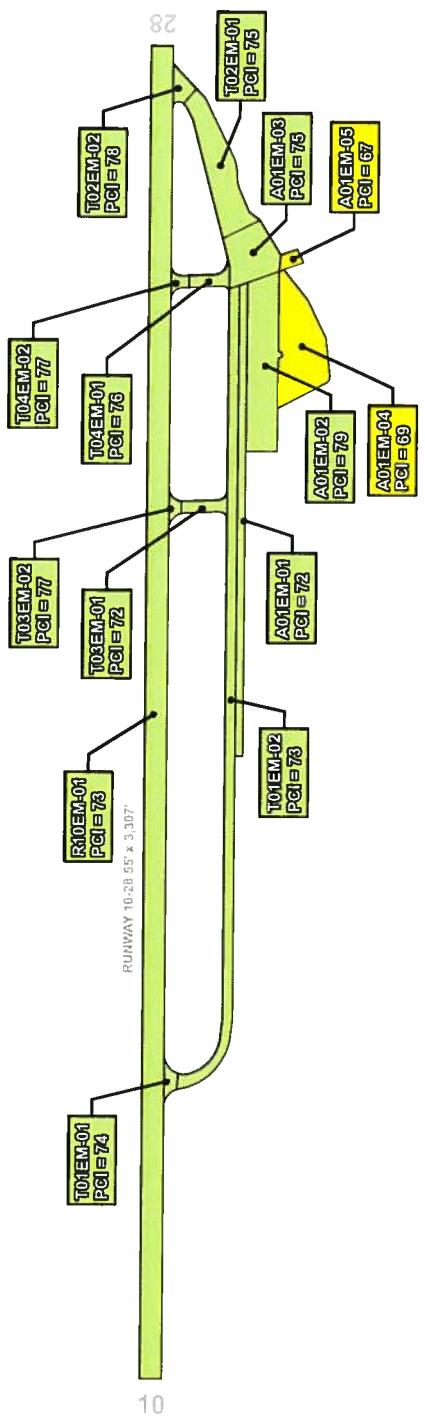 28
T02EM-01
PCI = 75
T02EM-02
PCI = 78
A01EM-03
PCI = 75
A01EM-05
PCI = 67
T04EM-02
PCI = 77
T04EM-01
PCI = 76
A01EM-02
PCI = 79
A01EM-04
PCI = 69
T03EM-02
PCI = 77
T03EM-01
PCI = 72
A01EM-01
PCI = 72
R10EM-01
PCI = 73
T01EM-02
PCI = 73
RUNWAY 10-28 55' x 3,307'
T01EM-01
PCI = 74
10